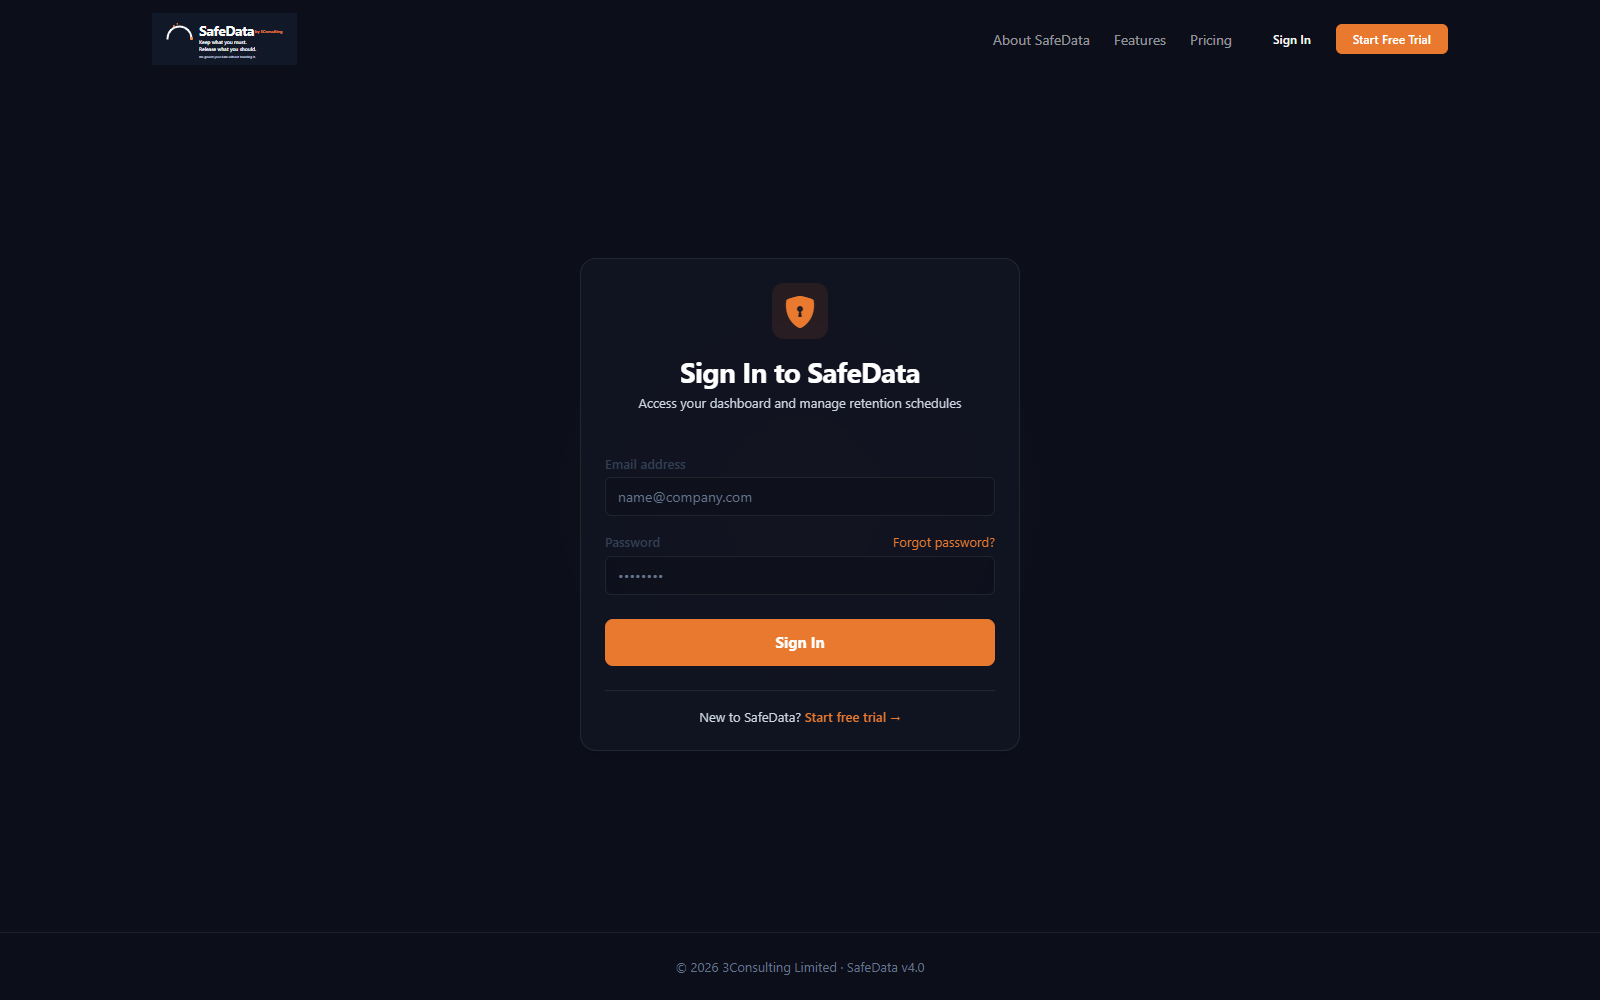 SafeData by 3Consulting
Keep what you must.
Release what you should.
About SafeData
Features
Pricing
Sign In
Start Free Trial
Sign In to SafeData
Access your dashboard and manage retention schedules
Email address
name@company.com
Password
Forgot password?
••••••••
Sign In
New to SafeData? Start free trial →
© 2026 3Consulting Limited · SafeData v4.0